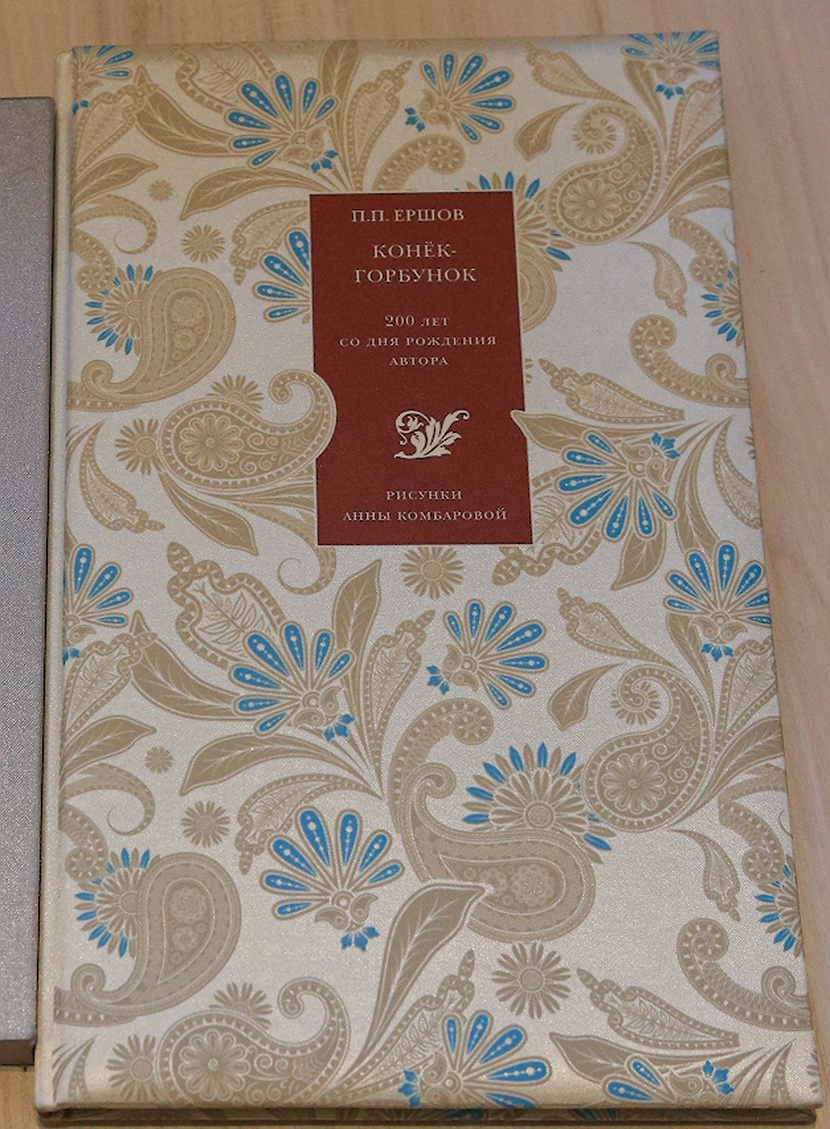 П.П. ЕРШОВ
КОНЁК-
ГОРБУНОК
200 ЛЕТ
СО ДНЯ РОЖДЕНИЯ
АВТОРА
РИСУНКИ
АННЫ КОМБАРОВОЙ